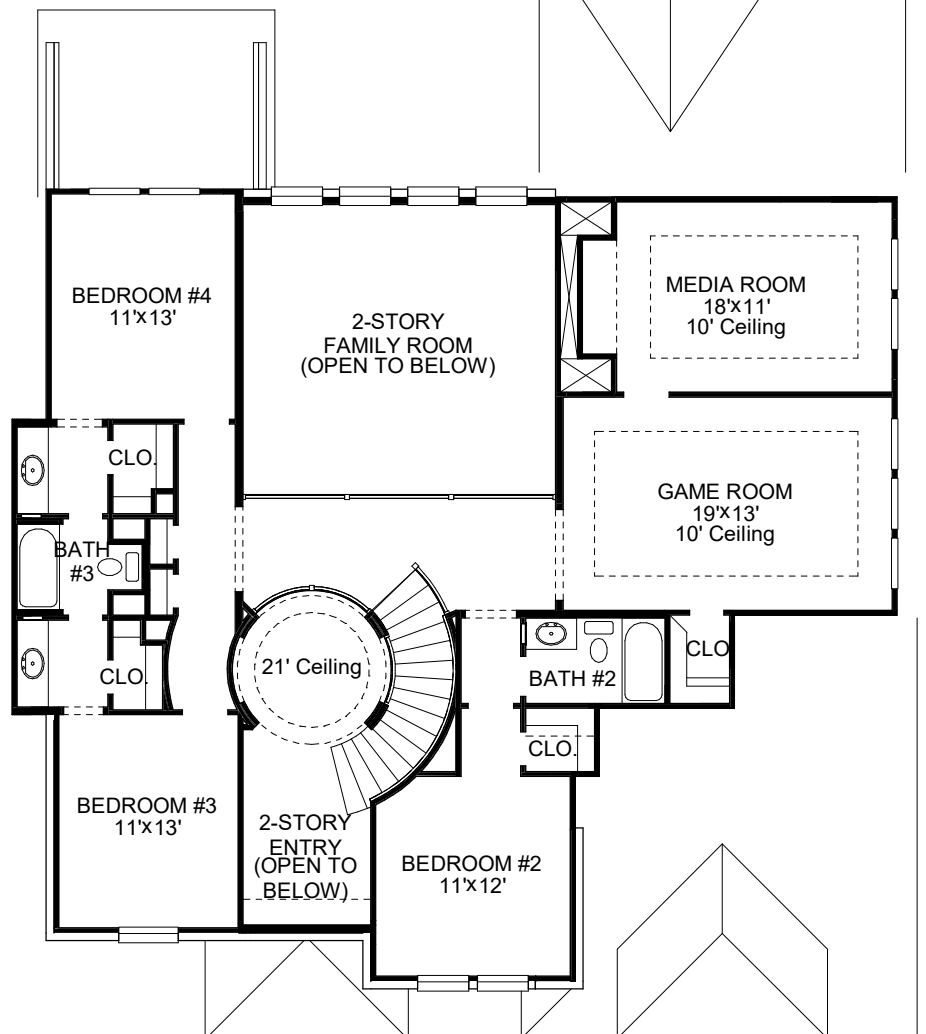 BEDROOM #4
11'x13'
2-STORY
FAMILY ROOM
(OPEN TO BELOW)
MEDIA ROOM
18'x11'
10' Ceiling
CLO.
GAME ROOM
19'x13'
10' Ceiling
BATH
#3
21' Ceiling
CLO.
BATH #2
CLO
CLO.
BEDROOM #3
11'x13'
2-STORY
ENTRY
(OPEN TO
BELOW)
BEDROOM #2
11'x12'